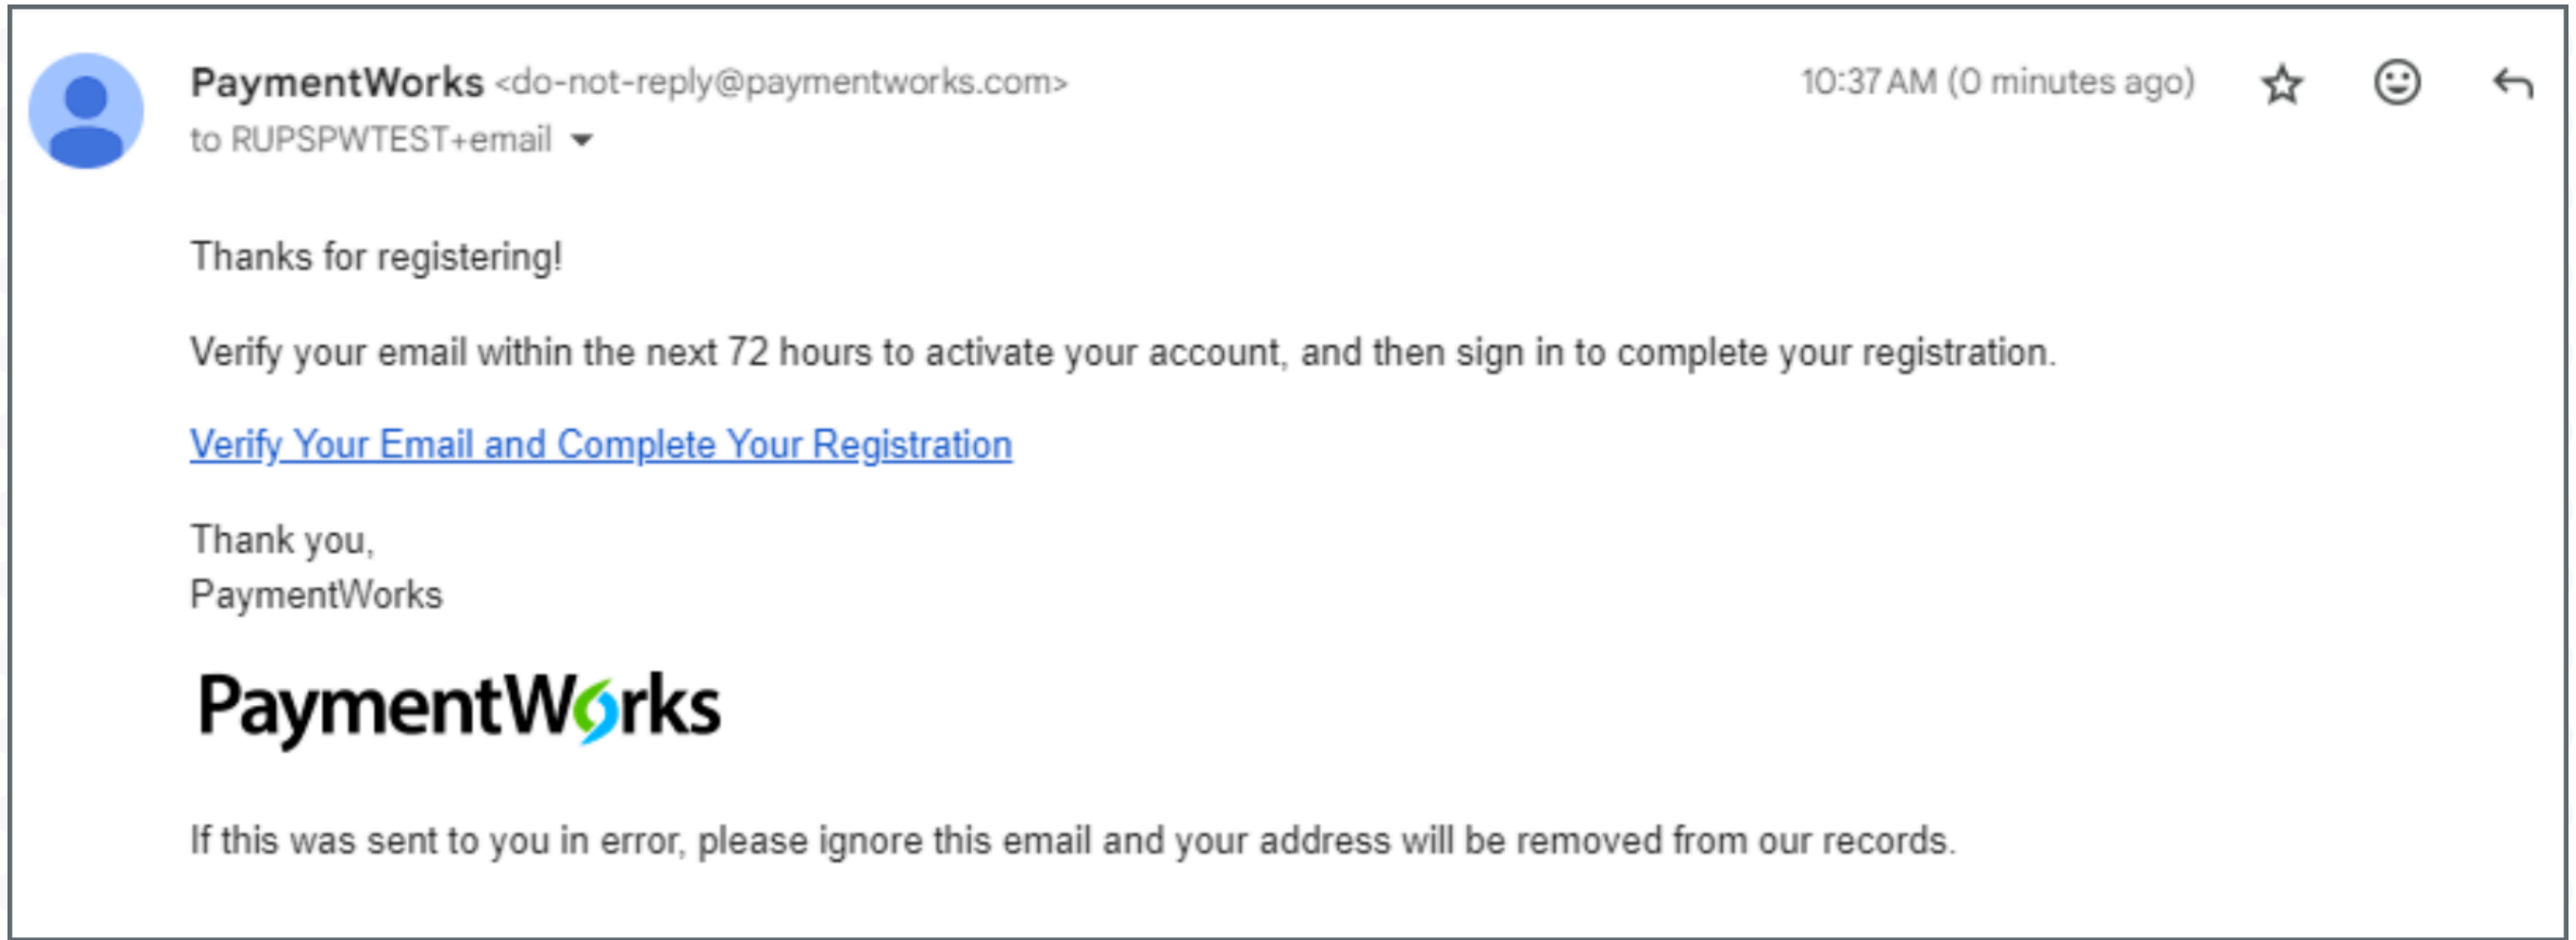 PaymentWorks <do-not-reply@paymentworks.com> 10:37 AM (0 minutes ago)
to RUPSPWTEST+email
Thanks for registering!
Verify your email within the next 72 hours to activate your account, and then sign in to complete your registration.
Verify Your Email and Complete Your Registration
Thank you,
PaymentWorks
PaymentWorks
If this was sent to you in error, please ignore this email and your address will be removed from our records.